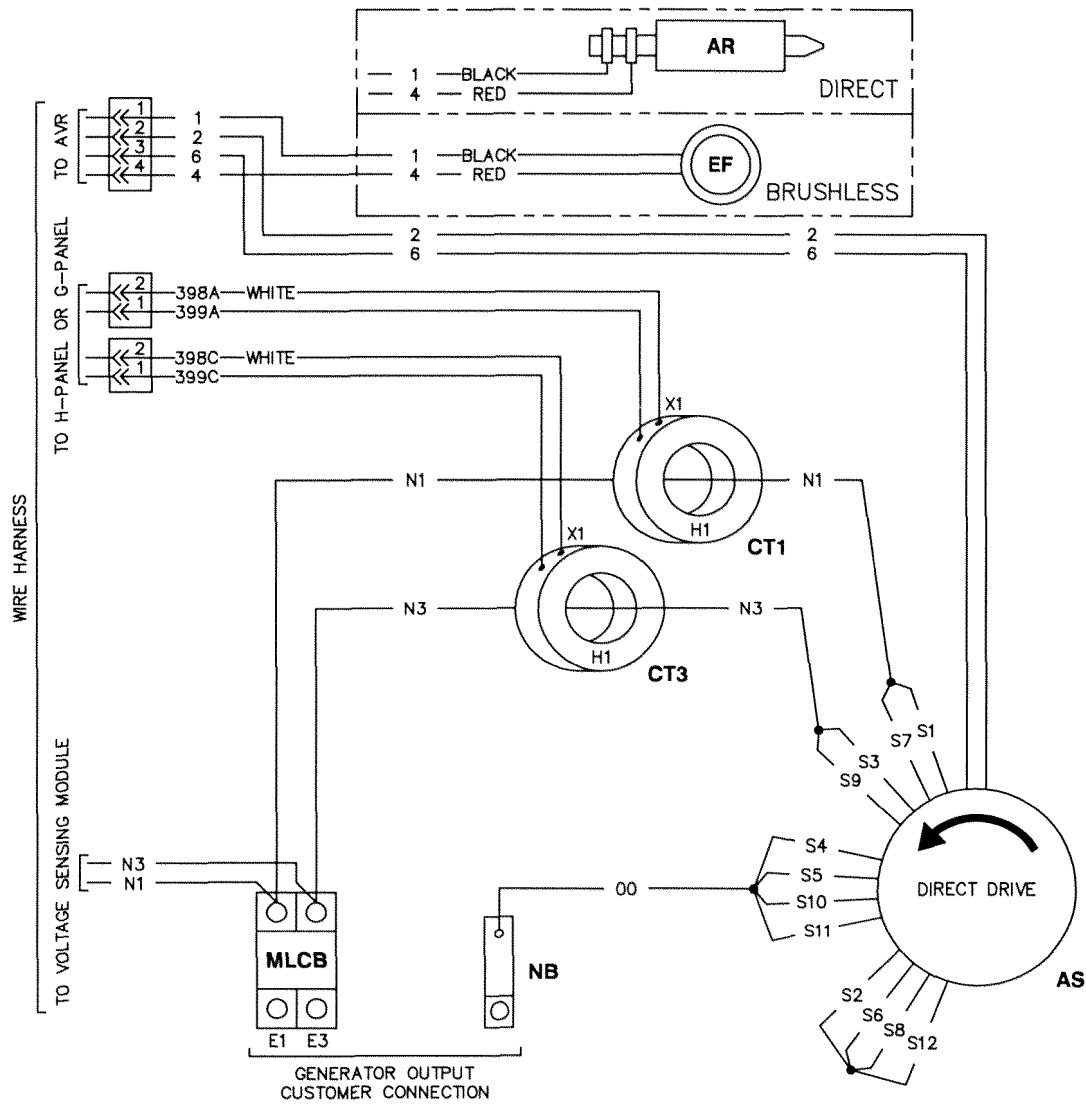 AR
1 BLACK
4 RED
DIRECT
1 BLACK
4 RED
EF
BRUSHLESS
WIRE HARNESS
TO AVR
1 1
2 2
3 6
4 4
2 2
6 6
TO H-PANEL OR G-PANEL
2 398A WHITE
1 399A
2 398C WHITE
1 399C
X1
N1 N1
H1
CT1
X1
N3 N3
H1
CT3
S7 S1
S9 S3
S4
S5
S10
S11
DIRECT DRIVE
AS
S2
S6
S8
S12
TO VOLTAGE SENSING MODULE
N3
N1
00
MLCB
NB
E1 E3
GENERATOR OUTPUT
CUSTOMER CONNECTION